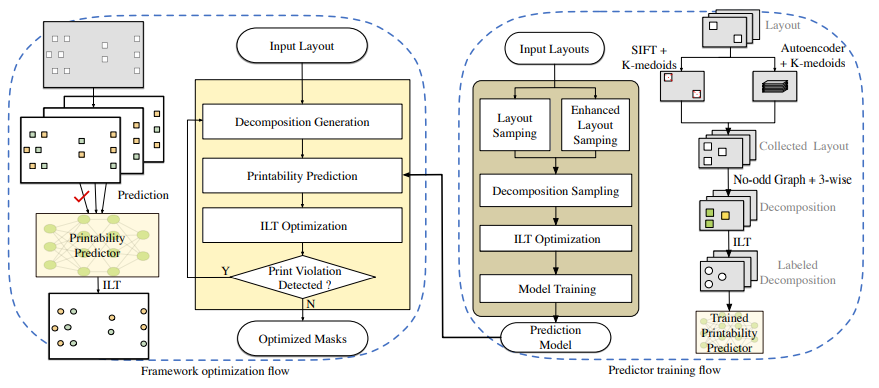 Prediction
Printability
Predictor
ILT
Input Layout
Decomposition Generation
Printability Prediction
ILT Optimization
Print Violation
Detected ?
Y
N
Optimized Masks
Framework optimization flow
Input Layouts
Layout
Samping
Enhanced
Layout
Samping
Decomposition Sampling
ILT Optimization
Model Training
Prediction
Model
Layout
SIFT +
K-medoids
Autoencoder
+ K-medoids
Collected Layout
No-odd Graph + 3-wise
Decomposition
ILT
Labeled
Decomposition
Trained
Printability
Predictor
Predictor training flow